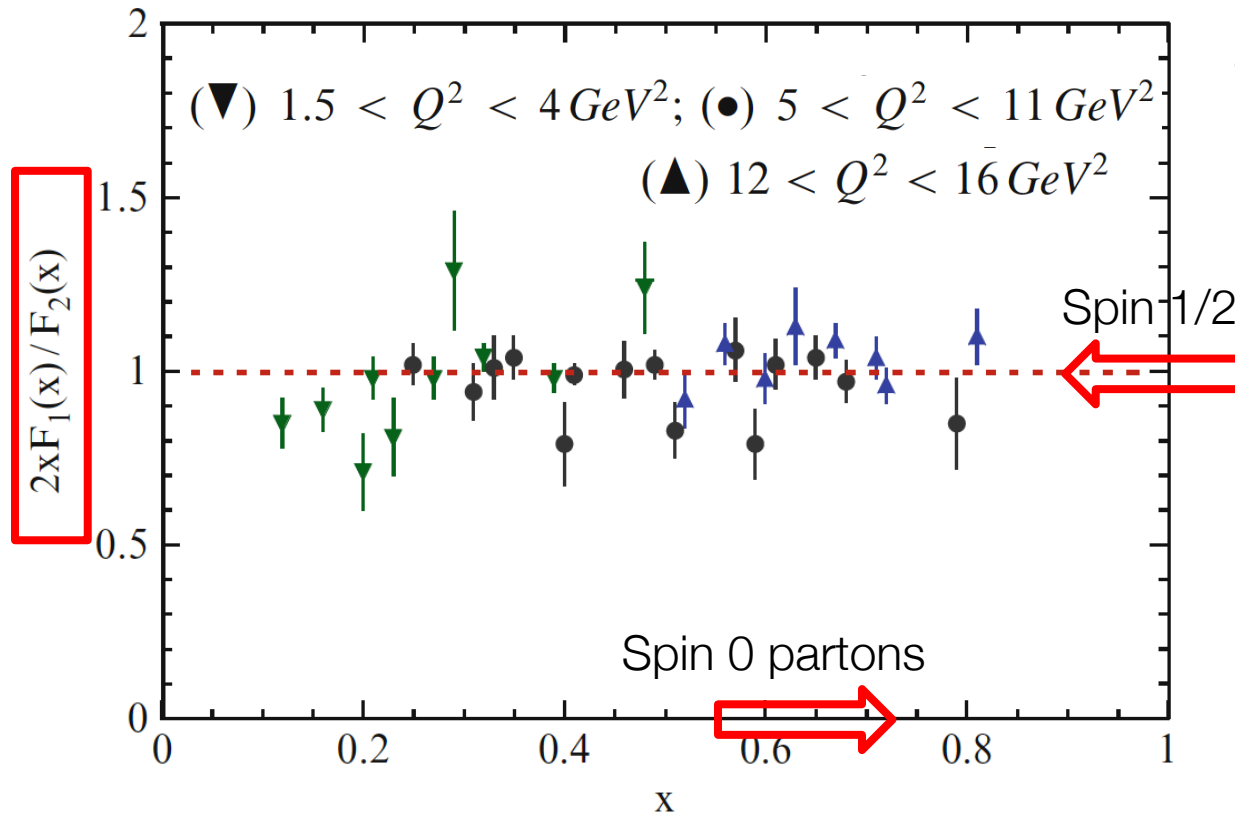 2
(▼) 1.5 < Q² < 4 GeV²; (●) 5 < Q² < 11 GeV²
(▲) 12 < Q² < 16 GeV²
1.5
2xF₁(x) / F₂(x)
Spin 1/2
1
0.5
Spin 0 partons
0
0 0.2 0.4 0.6 0.8 1
x